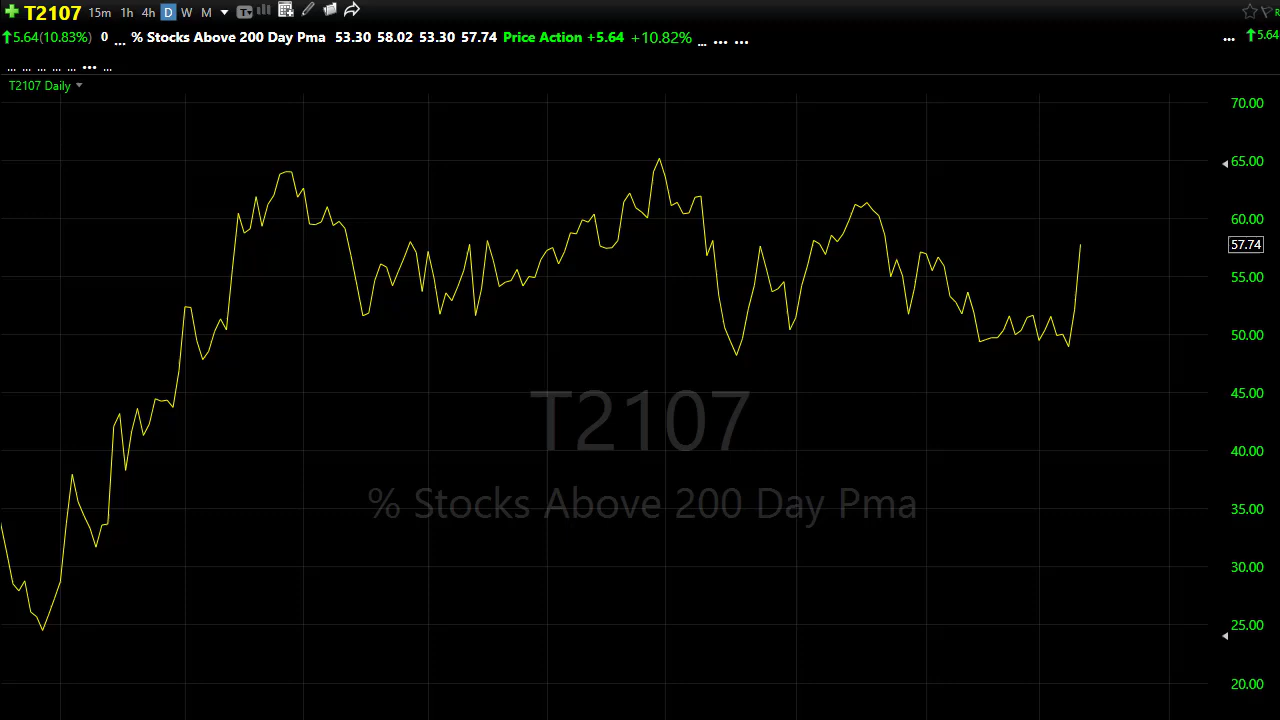 T2107 15m 1h 4h D W M T
5.64(10.83%) 0 ... % Stocks Above 200 Day Pma 53.30 58.02 53.30 57.74 Price Action +5.64 +10.82% ... ... ... ... 5.64
... ... ... ... ... ... ...
T2107 Daily
70.00
65.00
60.00
57.74
55.00
50.00
45.00
40.00
35.00
30.00
25.00
20.00
T2107
% Stocks Above 200 Day Pma